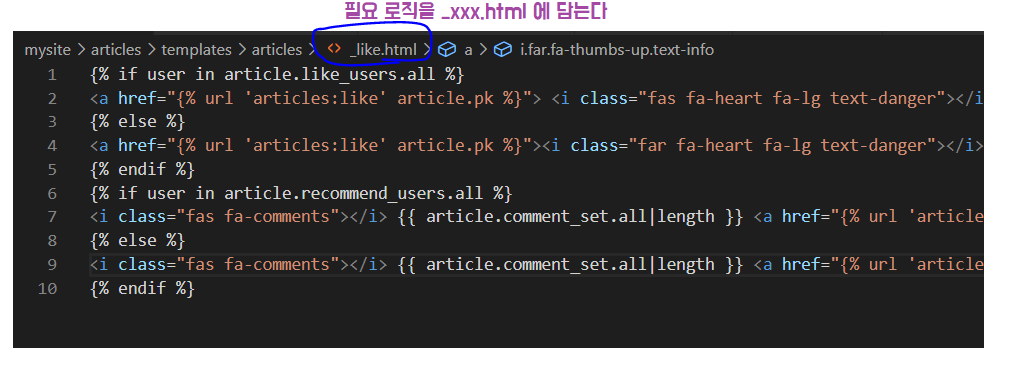 필요 로직을 _xxx.html 에 담는다
mysite > articles > templates > articles > <> _like.html > a > i.far.fa-thumbs-up.text-info
1 {% if user in article.like_users.all %}
2 <a href="{% url 'articles:like' article.pk %}"> <i class="fas fa-heart fa-lg text-danger"></i
3 {% else %}
4 <a href="{% url 'articles:like' article.pk %}"><i class="far fa-heart fa-lg text-danger"></i>
5 {% endif %}
6 {% if user in article.recommend_users.all %}
7 <i class="fas fa-comments"></i> {{ article.comment_set.all|length }} <a href="{% url 'article
8 {% else %}
9 <i class="fas fa-comments"></i> {{ article.comment_set.all|length }} <a href="{% url 'article
10 {% endif %}